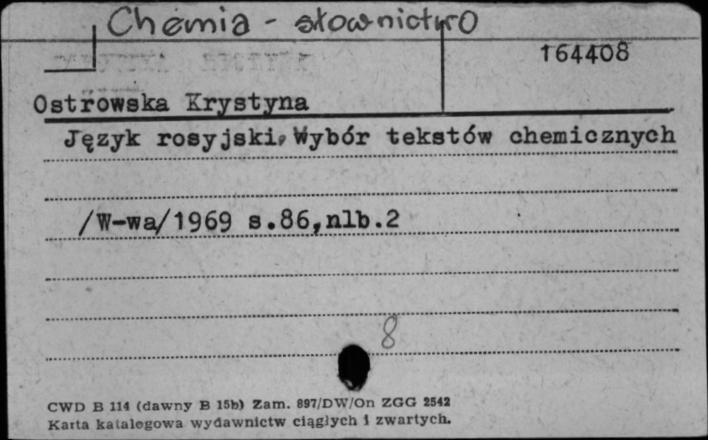 Chemia - słownictwo
164408
Ostrowska Krystyna
Język rosyjski. Wybór tekstów chemicznych
/W-wa/1969 s.86,nlb.2
8
CWD B 114 (dawny B 15b) Zam. 897/DW/On ZGG 2542
Karta katalogowa wydawnictw ciągłych i zwartych.